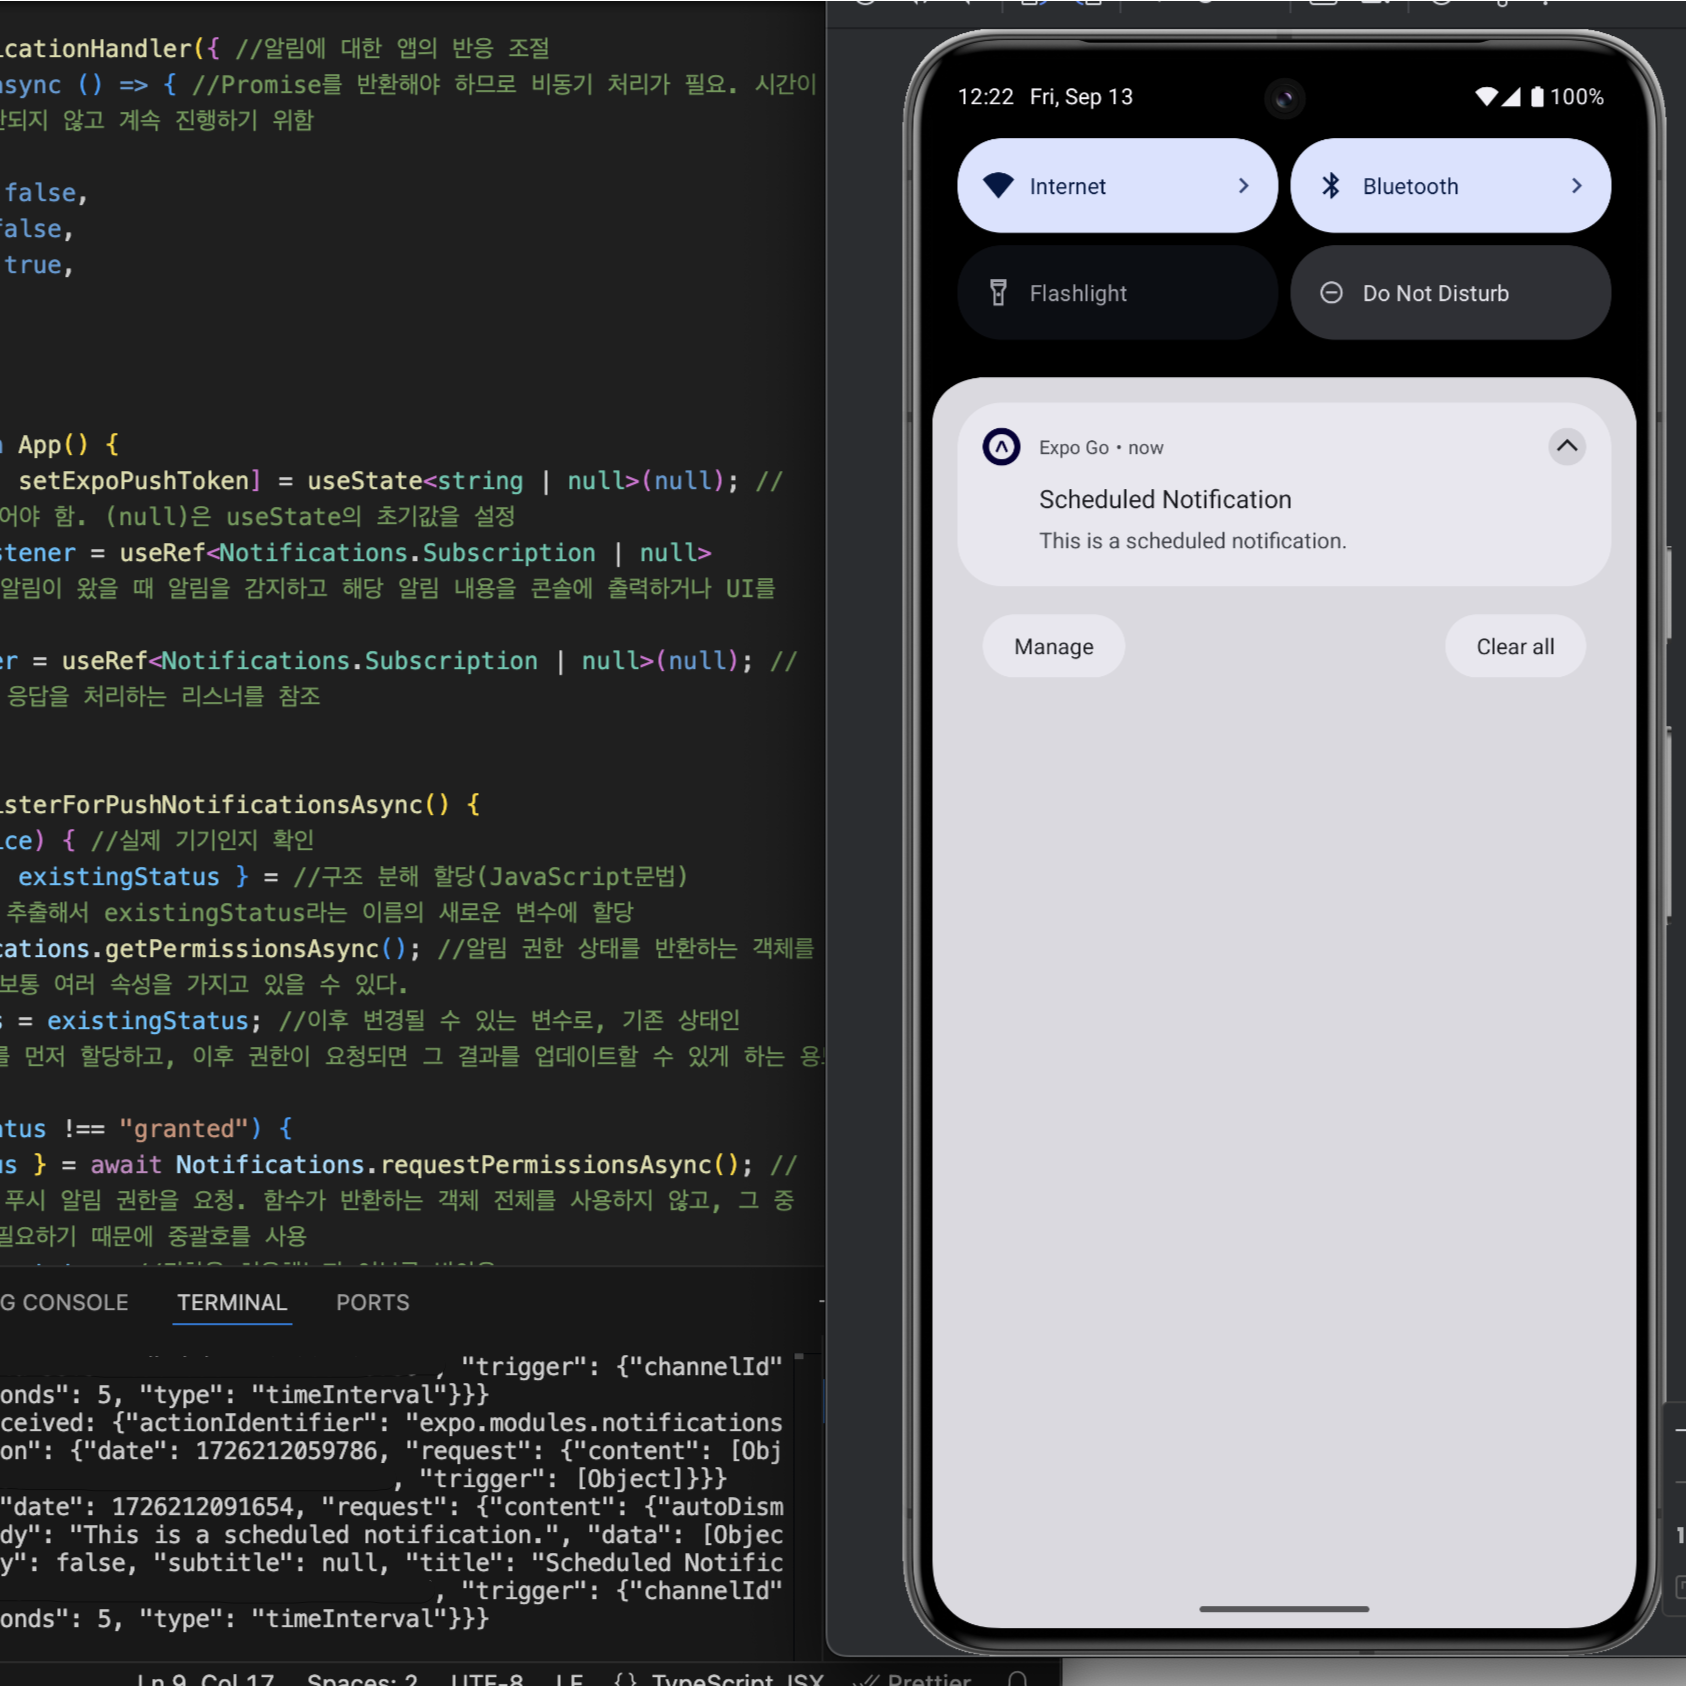 icationHandler({ //알림에 대한 앱의 반응 조절
async () => { //Promise를 반환해야 하므로 비동기 처리가 필요. 시간이
되지 않고 계속 진행하기 위함
false,
false,
true,
App() {
setExpoPushToken] = useState<string | null>(null); //
어야 함. (null)은 useState의 초기값을 설정
stener = useRef<Notifications.Subscription | null>
알림이 왔을 때 알림을 감지하고 해당 알림 내용을 콘솔에 출력하거나 UI를
er = useRef<Notifications.Subscription | null>(null); //
응답을 처리하는 리스너를 참조
isterForPushNotificationsAsync() {
ice) { //실제 기기인지 확인
existingStatus } = //구조 분해 할당(JavaScript문법)
추출해서 existingStatus라는 이름의 새로운 변수에 할당
cations.getPermissionsAsync(); //알림 권한 상태를 반환하는 객체를
보통 여러 속성을 가지고 있을 수 있다.
s = existingStatus; //이후 변경될 수 있는 변수로, 기존 상태인
를 먼저 할당하고, 이후 권한이 요청되면 그 결과를 업데이트할 수 있게 하는
atus !== "granted") {
us } = await Notifications.requestPermissionsAsync(); //
푸시 알림 권한을 요청. 함수가 반환하는 객체 전체를 사용하지 않고, 그 중
필요하기 때문에 중괄호를 사용
G CONSOLE TERMINAL PORTS
, "trigger": {"channelId"
onds": 5, "type": "timeInterval"}}}
ceived: {"actionIdentifier": "expo.modules.notifications
on": {"date": 1726212059786, "request": {"content": [Obj
, "trigger": [Object]}}}
"date": 1726212091654, "request": {"content": {"autoDism
dy": "This is a scheduled notification.", "data": [Objec
y": false, "subtitle": null, "title": "Scheduled Notific
, "trigger": {"channelId"
onds": 5, "type": "timeInterval"}}}
Ln 9, Col 17 Spaces: 2 UTF-8 LF {} TypeScript JSX Prettier
12:22 Fri, Sep 13 100%
Internet
Bluetooth
Flashlight
Do Not Disturb
Expo Go • now
Scheduled Notification
This is a scheduled notification.
Manage
Clear all